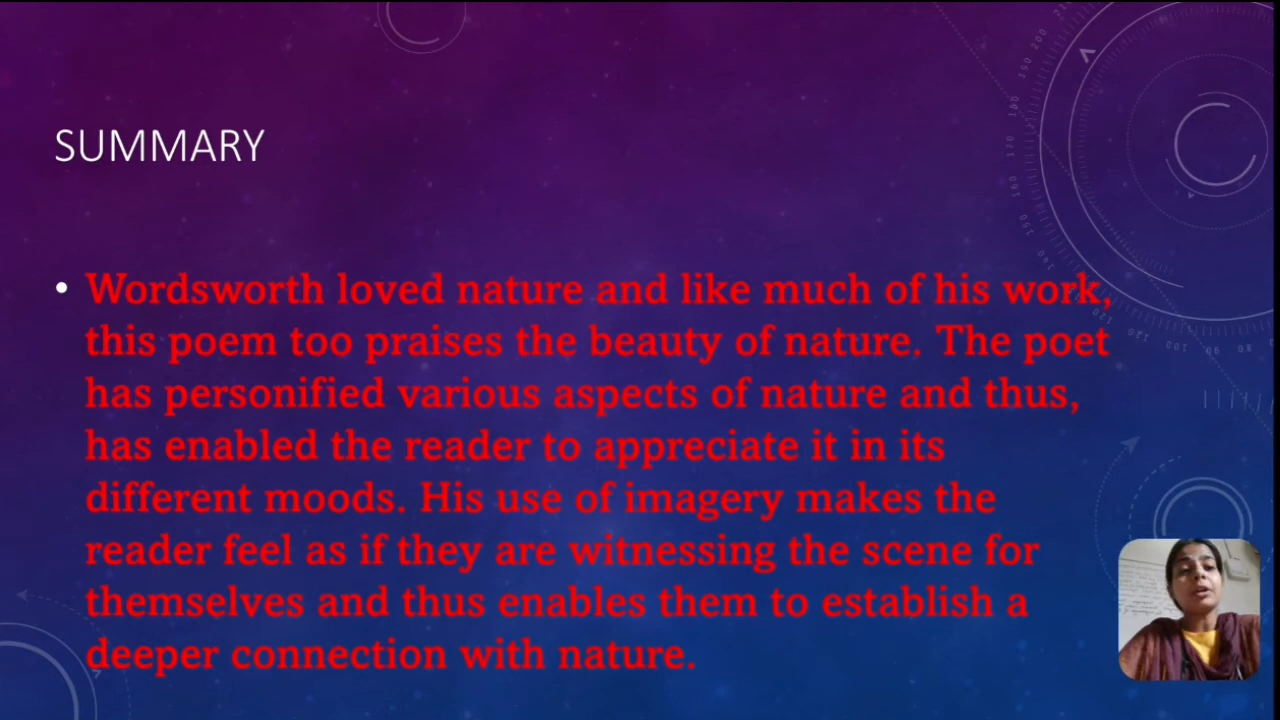 SUMMARY
• Wordsworth loved nature and like much of his work,
this poem too praises the beauty of nature. The poet
has personified various aspects of nature and thus,
has enabled the reader to appreciate it in its
different moods. His use of imagery makes the
reader feel as if they are witnessing the scene for
themselves and thus enables them to establish a
deeper connection with nature.